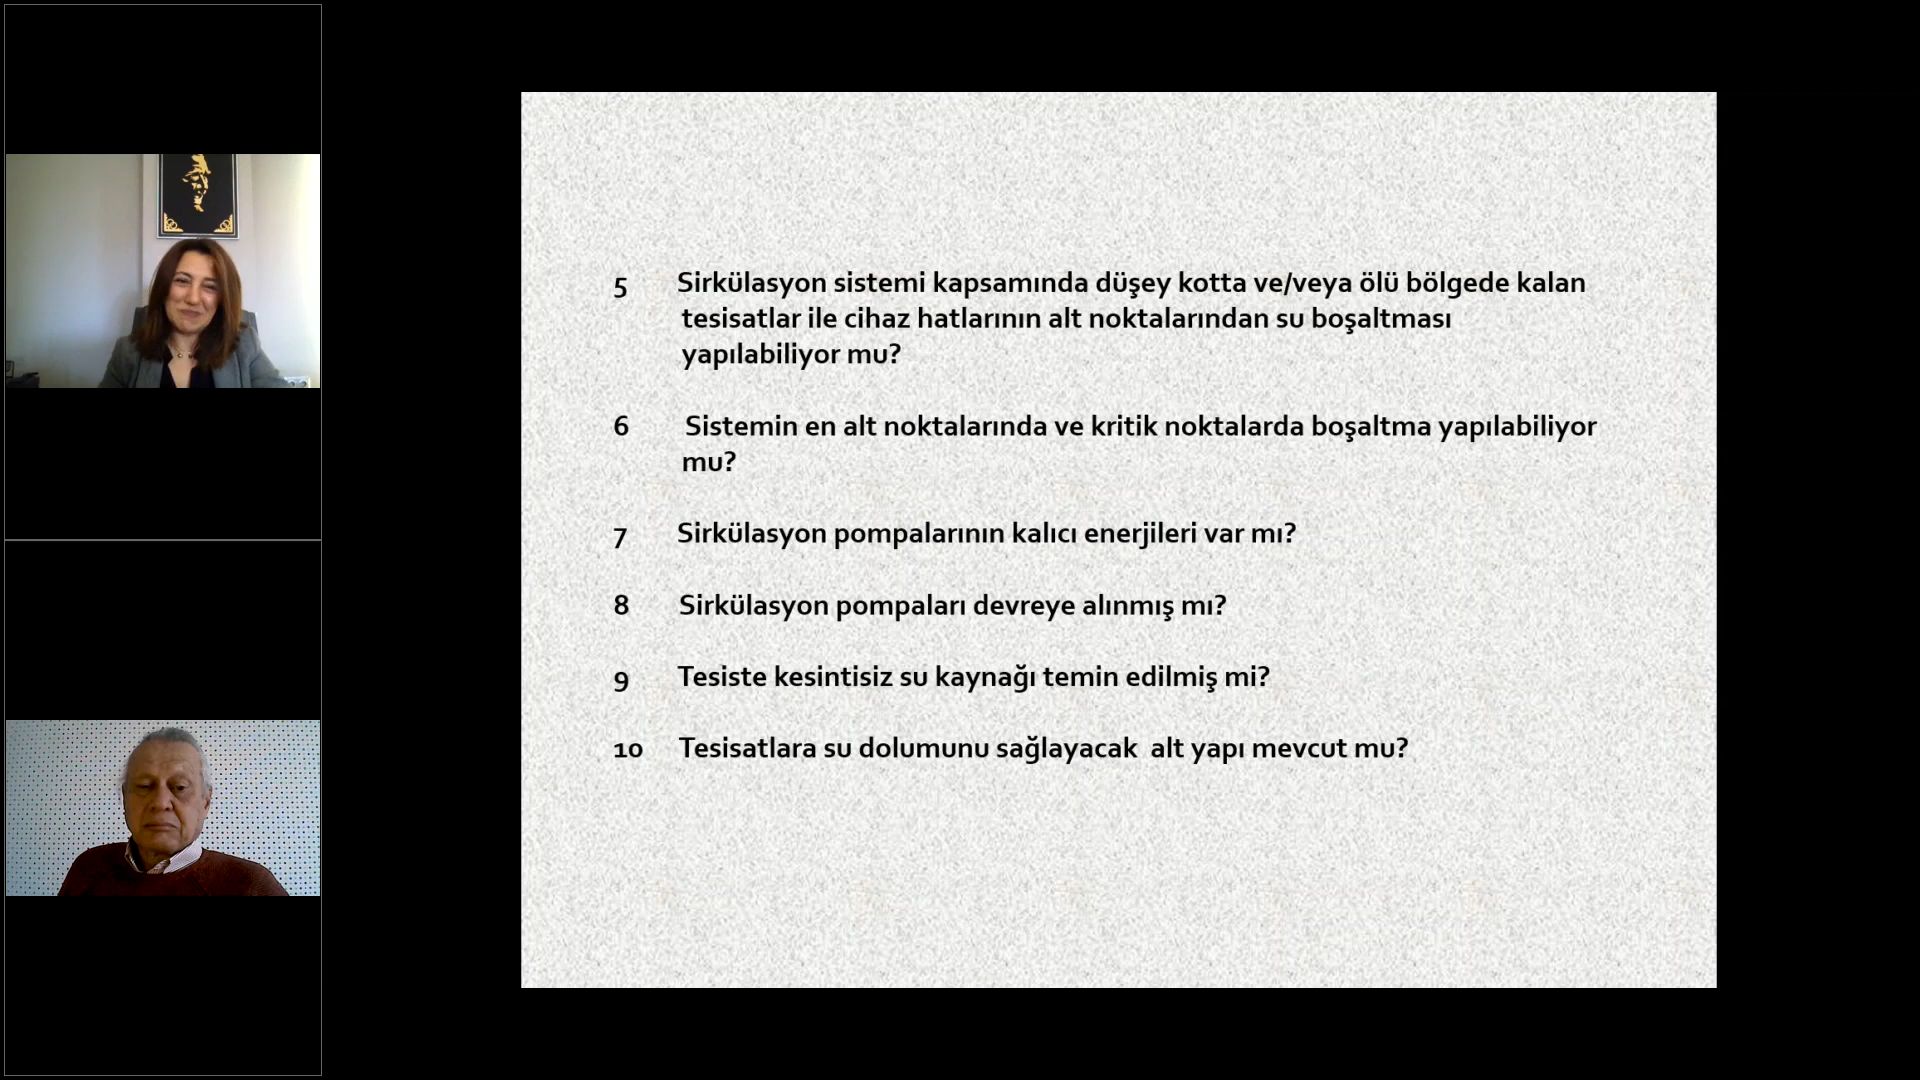 5 Sirkülasyon sistemi kapsamında düşey kotta ve/veya ölü bölgede kalan
tesisatlar ile cihaz hatlarının alt noktalarından su boşaltması
yapılabiliyor mu?
6 Sistemin en alt noktalarında ve kritik noktalarda boşaltma yapılabiliyor
mu?
7 Sirkülasyon pompalarının kalıcı enerjileri var mı?
8 Sirkülasyon pompaları devreye alınmış mı?
9 Tesiste kesintisiz su kaynağı temin edilmiş mi?
10 Tesisatlara su dolumunu sağlayacak alt yapı mevcut mu?